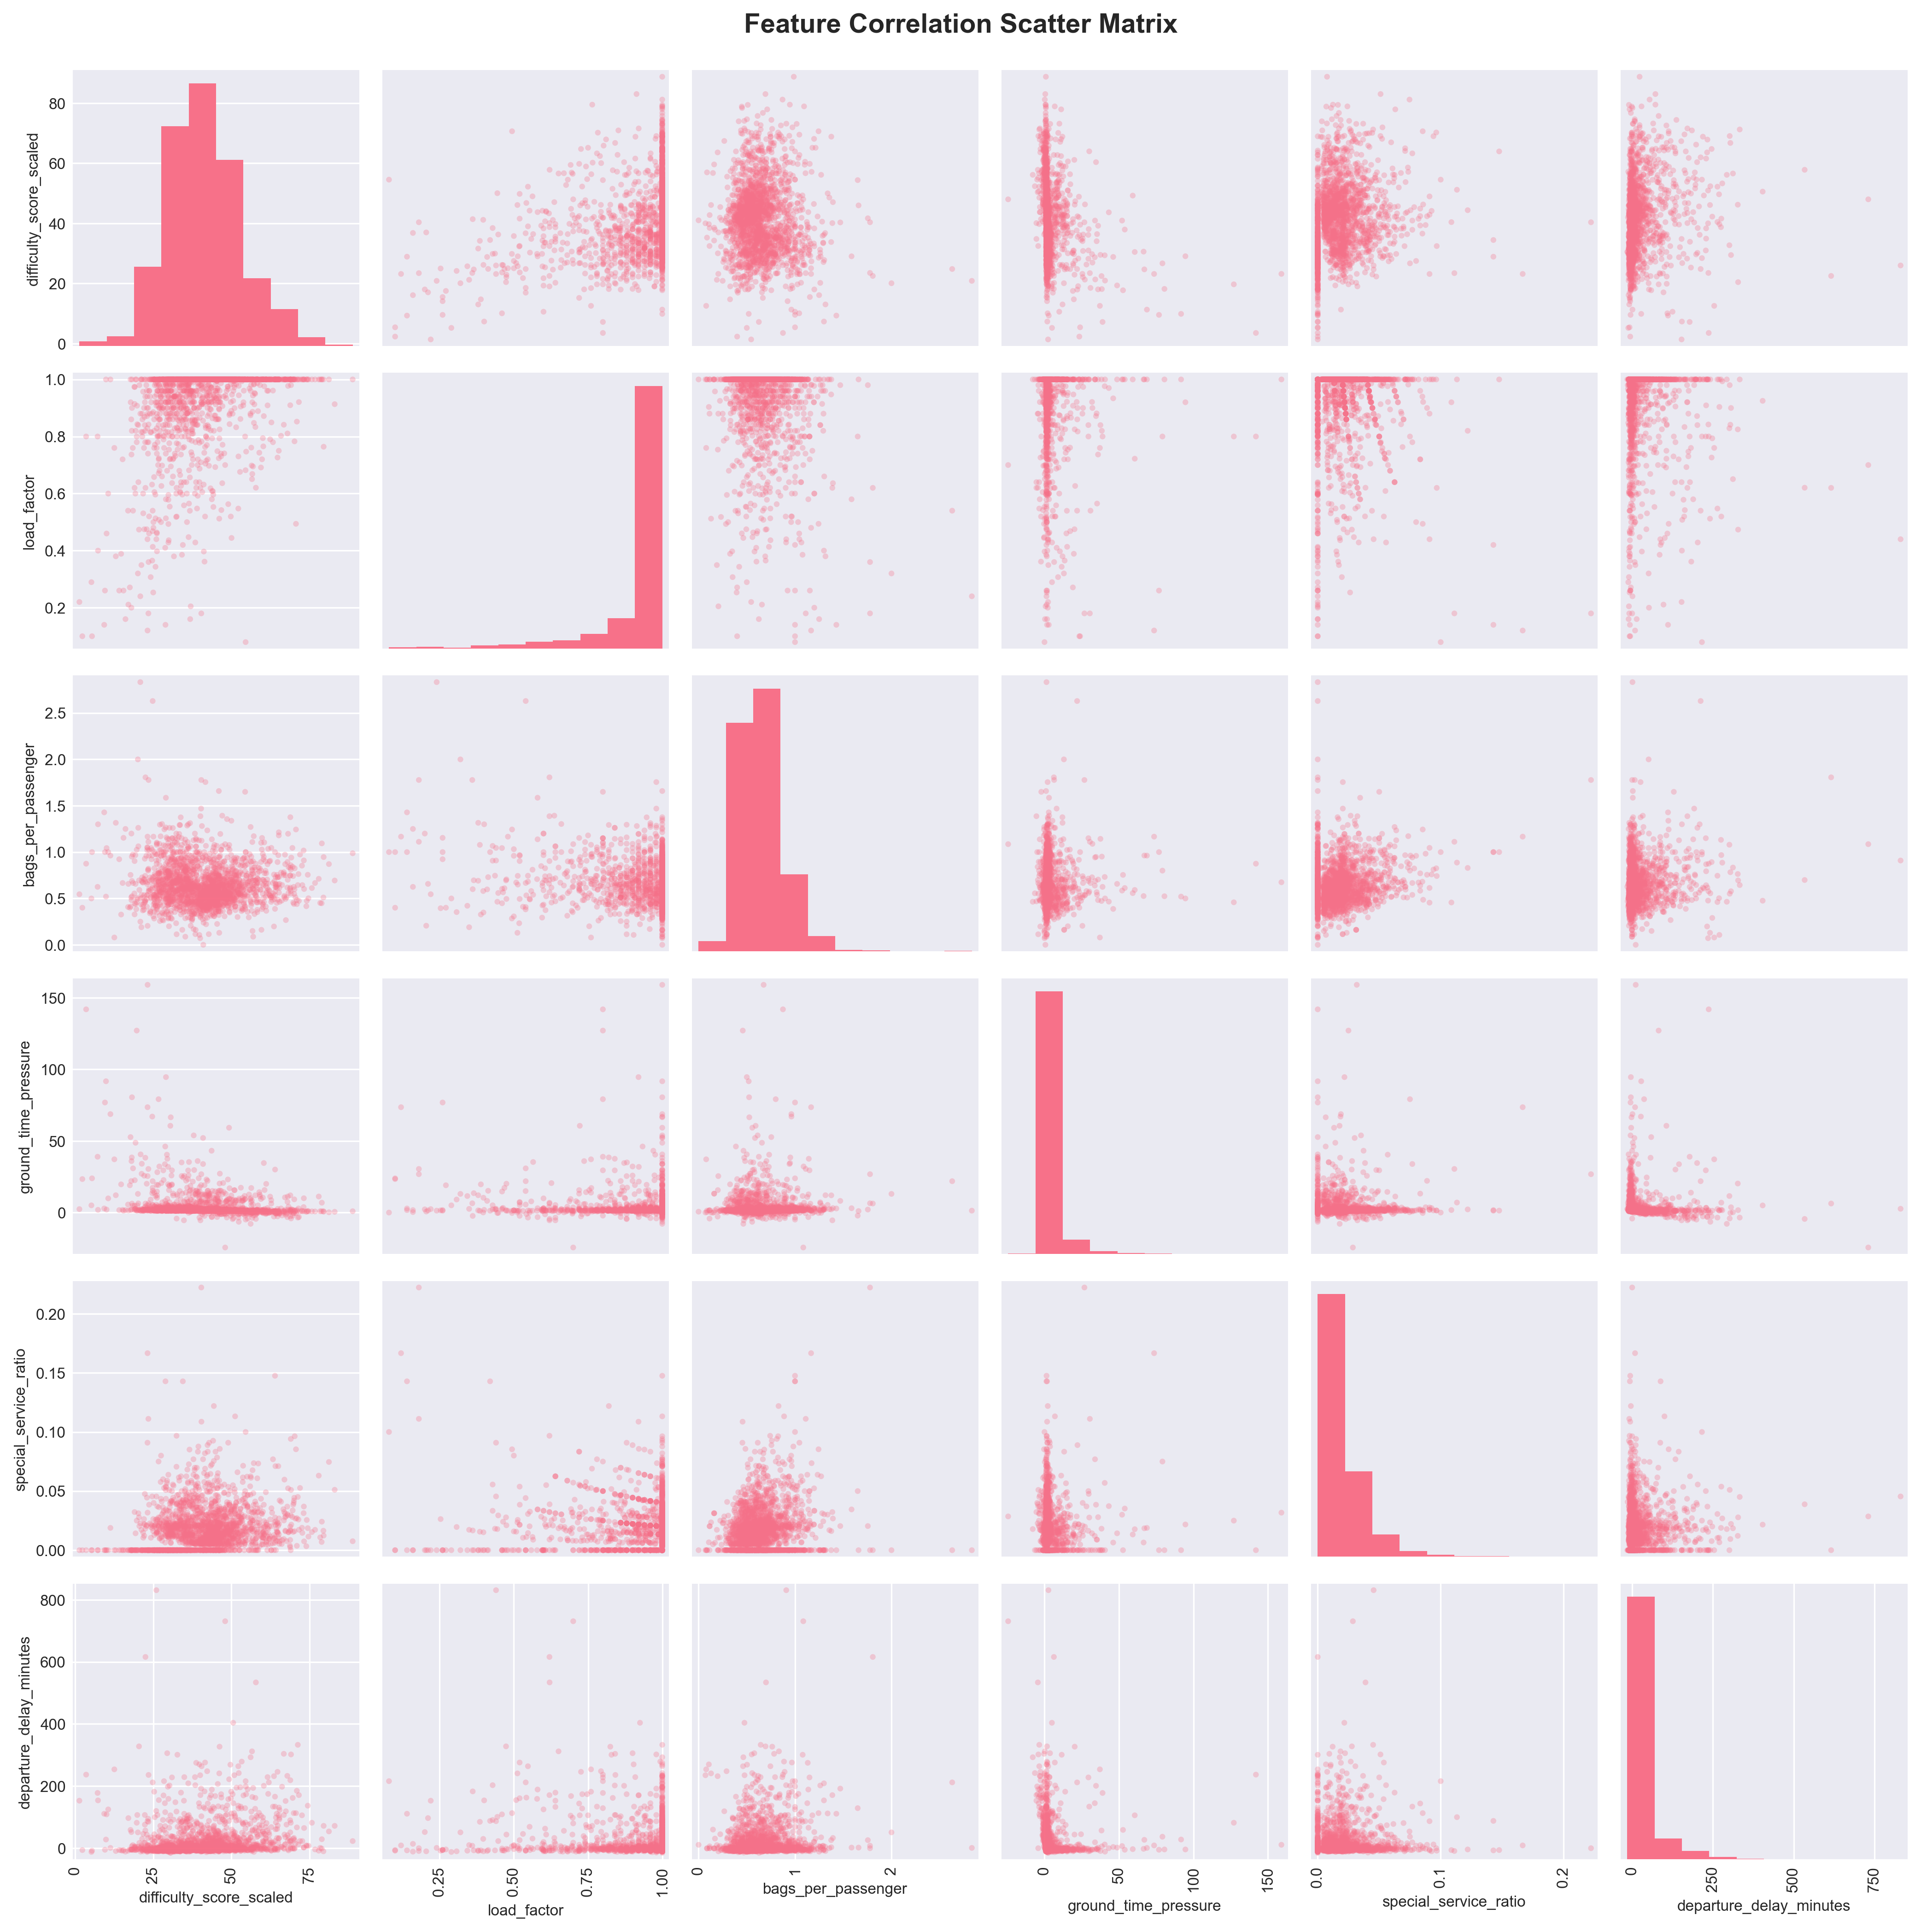 Feature Correlation Scatter Matrix
difficulty_score_scaled
80
60
40
20
0
load_factor
1.0
0.8
0.6
0.4
0.2
bags_per_passenger
2.5
2.0
1.5
1.0
0.5
0.0
ground_time_pressure
150
100
50
0
special_service_ratio
0.20
0.15
0.10
0.05
0.00
departure_delay_minutes
800
600
400
200
0
0 25 50 75
0.25 0.50 0.75 1.00
0 1 2
0 50 100 150
0.0 0.1 0.2
0 250 500 750
difficulty_score_scaled
load_factor
bags_per_passenger
ground_time_pressure
special_service_ratio
departure_delay_minutes